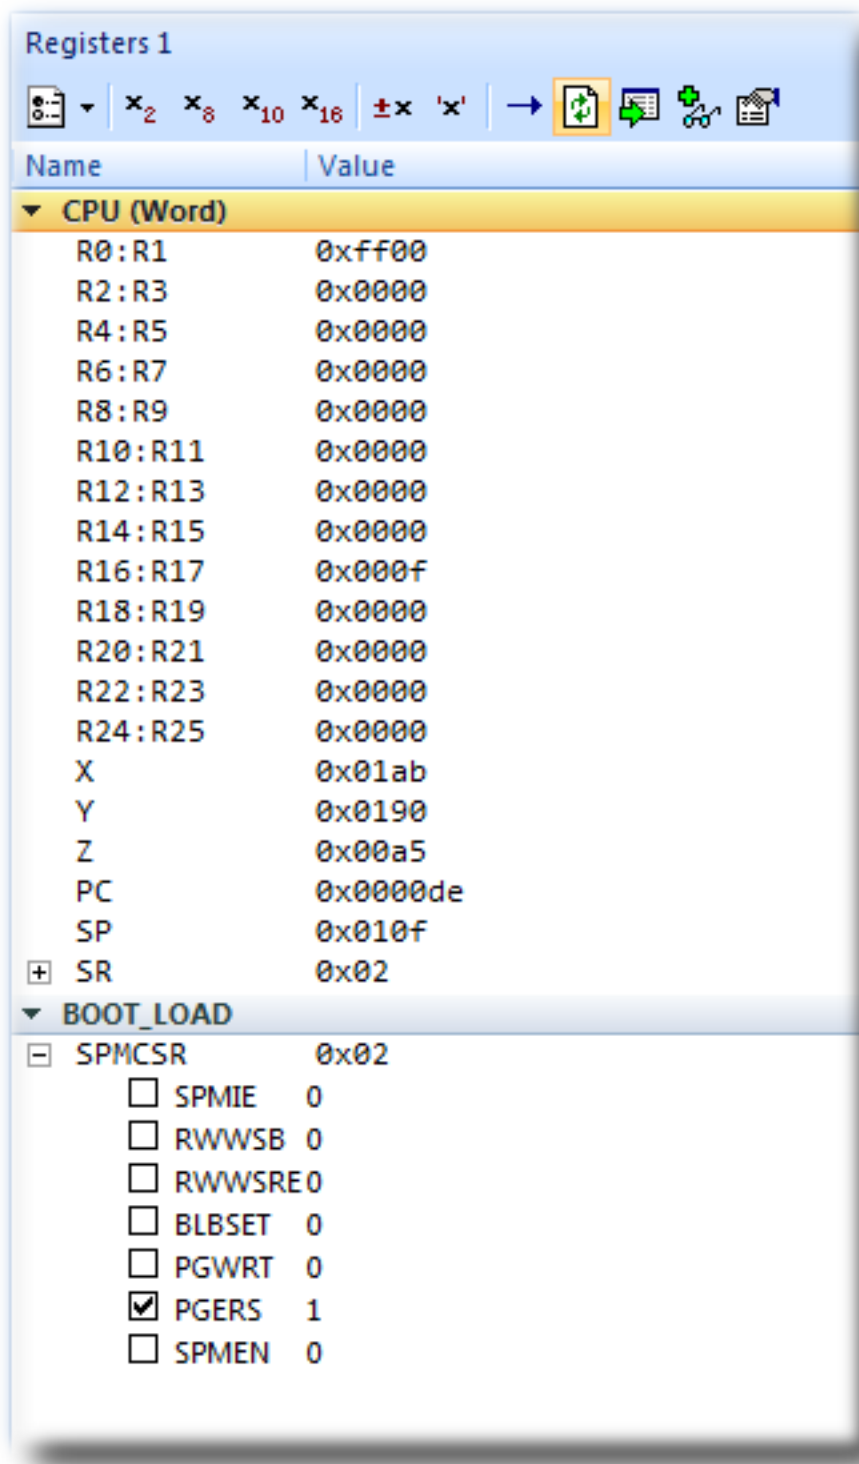 Registers 1
x2 x8 x10 x16 ±x 'x'
Name Value
CPU (Word)
R0:R1 0xff00
R2:R3 0x0000
R4:R5 0x0000
R6:R7 0x0000
R8:R9 0x0000
R10:R11 0x0000
R12:R13 0x0000
R14:R15 0x0000
R16:R17 0x000f
R18:R19 0x0000
R20:R21 0x0000
R22:R23 0x0000
R24:R25 0x0000
X 0x01ab
Y 0x0190
Z 0x00a5
PC 0x0000de
SP 0x010f
SR 0x02
BOOT_LOAD
SPMCSR 0x02
SPMIE 0
RWWSB 0
RWWSRE 0
BLBSET 0
PGWRT 0
PGERS 1
SPMEN 0